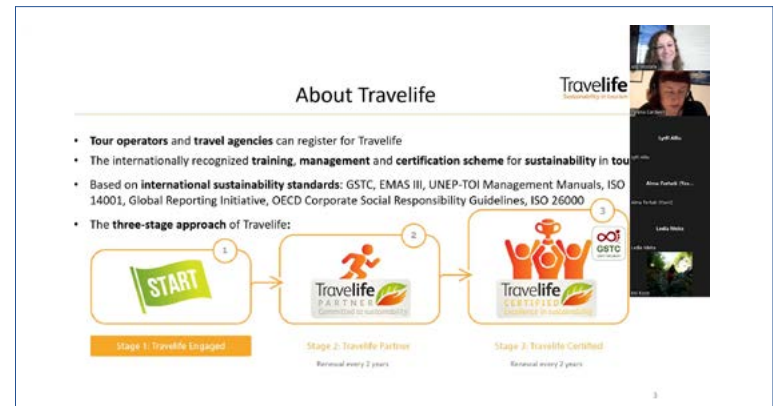 About Travelife
Travelife
Sustainability in tourism
• Tour operators and travel agencies can register for Travelife
• The internationally recognized training, management and certification scheme for sustainability in tou
• Based on international sustainability standards: GSTC, EMAS III, UNEP-TOI Management Manuals, ISO
14001, Global Reporting Initiative, OECD Corporate Social Responsibility Guidelines, ISO 26000
• The three-stage approach of Travelife:
1
2
3
START
Travelife
PARTNER
Committed to sustainability
GSTC
Travelife
CERTIFIED
Excellence in sustainability
Stage 1: Travelife Engaged
Stage 2: Travelife Partner
Renewal every 2 years
Stage 3: Travelife Certified
Renewal every 2 years
3